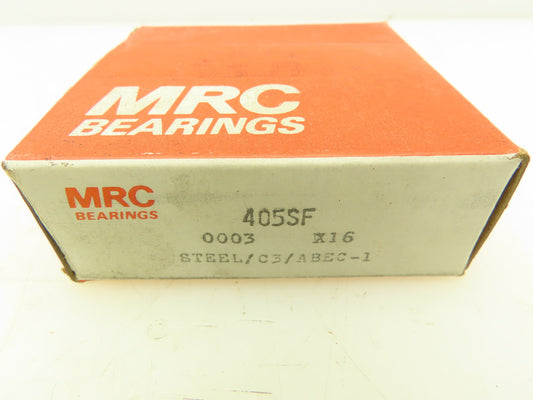 MRC
BEARINGS
MRC
BEARINGS
405SF
0003 X16
STEEL/C3/ABEC-1